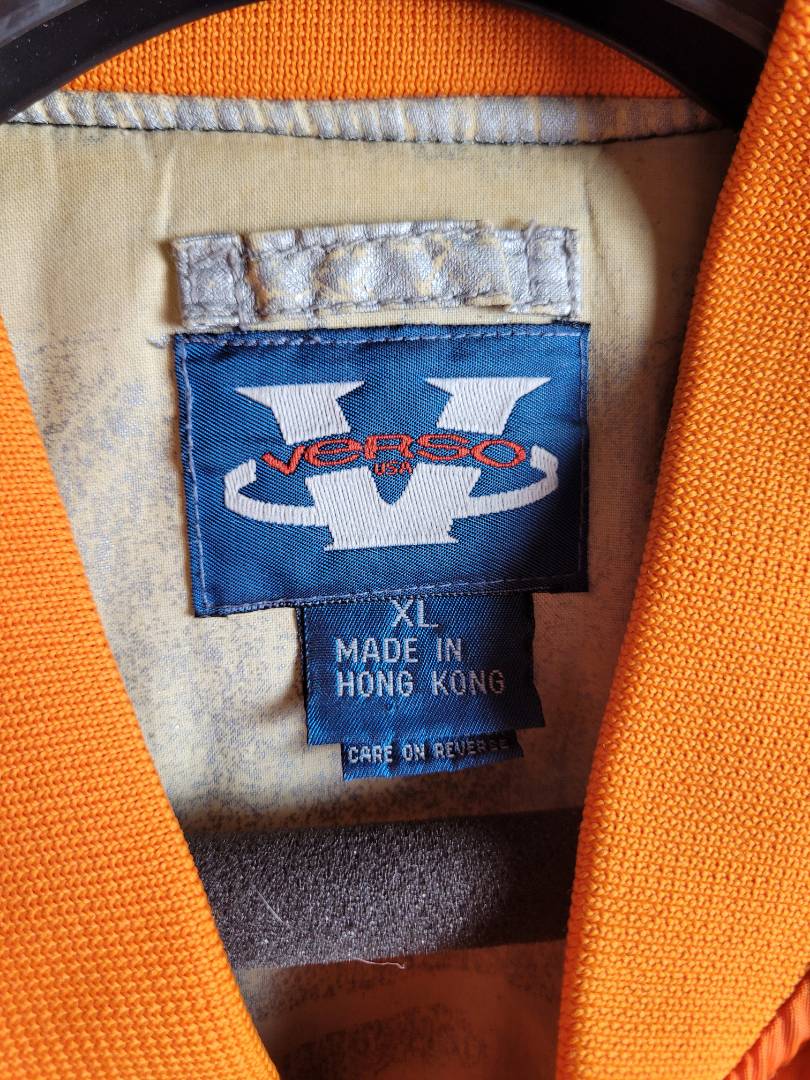 VERSO
USA
XL
MADE IN
HONG KONG
CARE ON REVERSE